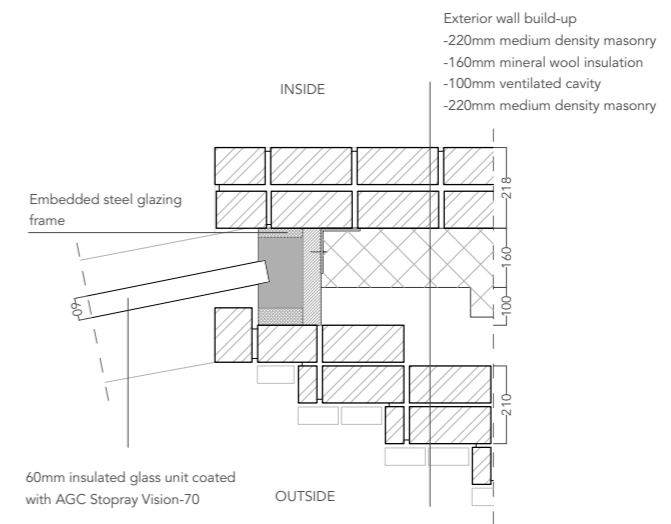 Exterior wall build-up
-220mm medium density masonry
-160mm mineral wool insulation
-100mm ventilated cavity
-220mm medium density masonry
INSIDE
218
Embedded steel glazing
frame
160
60
100
210
60mm insulated glass unit coated
with AGC Stopray Vision-70
OUTSIDE